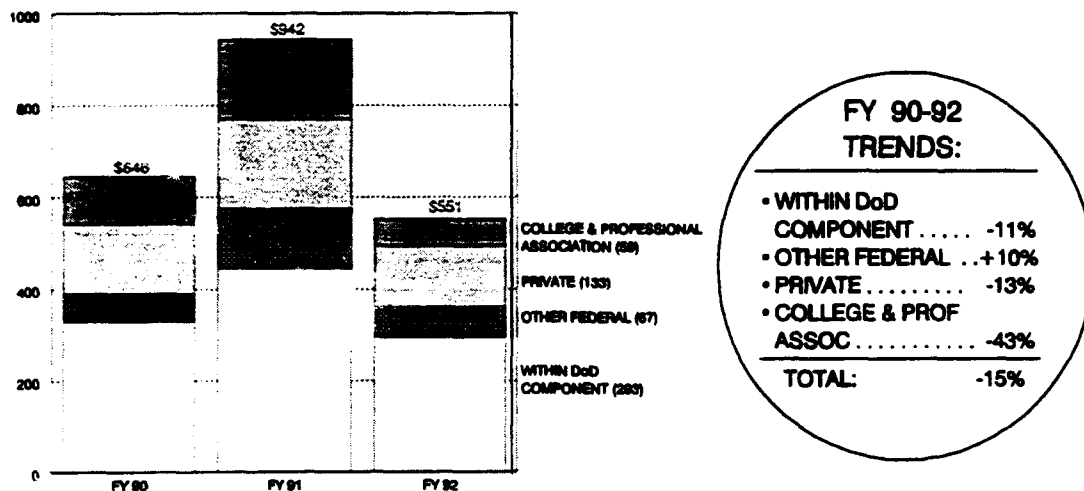 1000
800
600
400
200
0
$646
$942
$551
FY 90
FY 91
FY 92
COLLEGE & PROFESSIONAL
ASSOCIATION (59)
PRIVATE (133)
OTHER FEDERAL (67)
WITHIN DoD
COMPONENT (293)
FY 90-92
TRENDS:
• WITHIN DoD
COMPONENT ..... -11%
• OTHER FEDERAL ..+10%
• PRIVATE ......... -13%
• COLLEGE & PROF
ASSOC ........... -43%
TOTAL: -15%